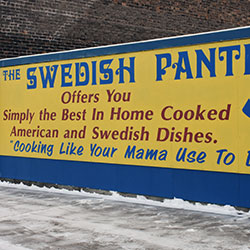 THE SWEDISH PANT
Offers You
Simply the Best In Home Cooked
American and Swedish Dishes.
"Cooking Like Your Mama Use To